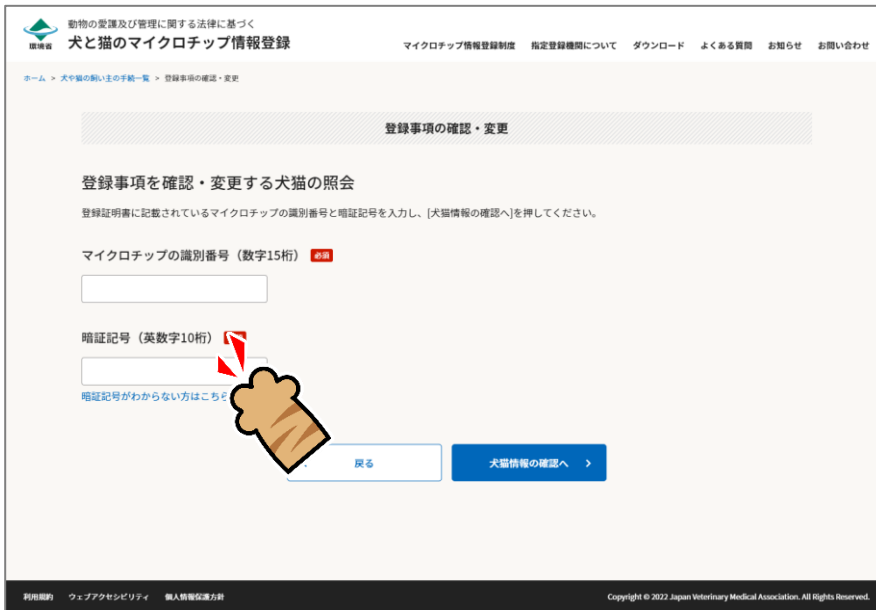 動物の愛護及び管理に関する法律に基づく
環境省
犬と猫のマイクロチップ情報登録
マイクロチップ情報登録制度 指定登録機関について ダウンロード よくある質問 お知らせ お問い合わせ
ホーム > 犬や猫の飼い主の手続一覧 > 登録事項の確認・変更
登録事項の確認・変更
登録事項を確認・変更する犬猫の照会
登録証明書に記載されているマイクロチップの識別番号と暗証記号を入力し、[犬猫情報の確認へ]を押してください。
マイクロチップの識別番号（数字15桁） 必須
暗証記号（英数字10桁）
暗証記号がわからない方はこちら
戻る
犬猫情報の確認へ >
利用規約 ウェブアクセシビリティ 個人情報保護方針
Copyright © 2022 Japan Veterinary Medical Association. All Rights Reserved.